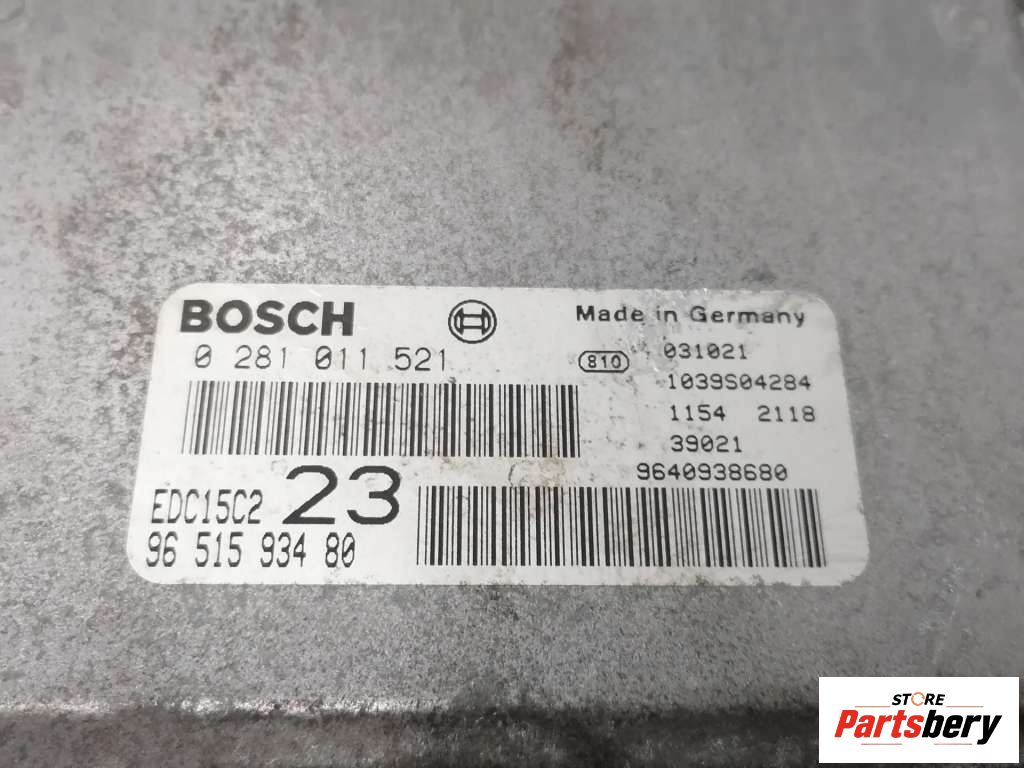 BOSCH
Made in Germany
0 281 011 521
810
031021
1039S04284
1154 2118
39021
9640938680
EDC15C2 23
96 515 934 80
STORE
Partsbery